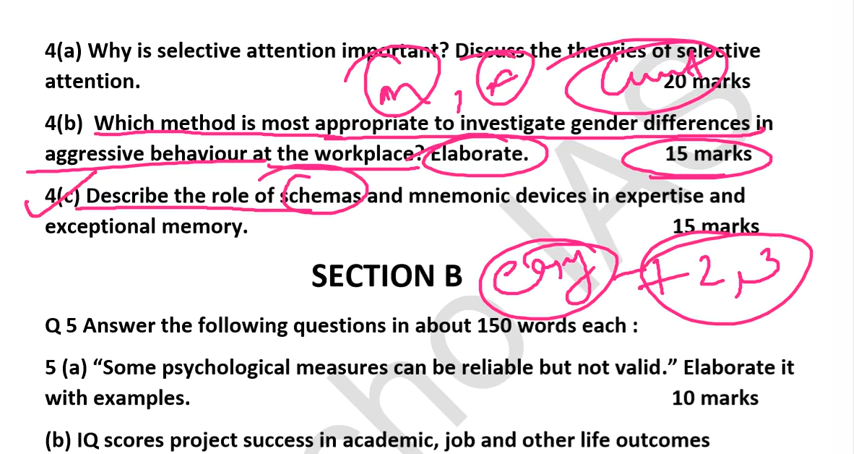 4(a) Why is selective attention important? Discuss the theories of selective
attention. 20 marks
4(b) Which method is most appropriate to investigate gender differences in
aggressive behaviour at the workplace? Elaborate. 15 marks
4(c) Describe the role of schemas and mnemonic devices in expertise and
exceptional memory. 15 marks
SECTION B
Q 5 Answer the following questions in about 150 words each :
5 (a) “Some psychological measures can be reliable but not valid.” Elaborate it
with examples. 10 marks
(b) IQ scores project success in academic, job and other life outcomes